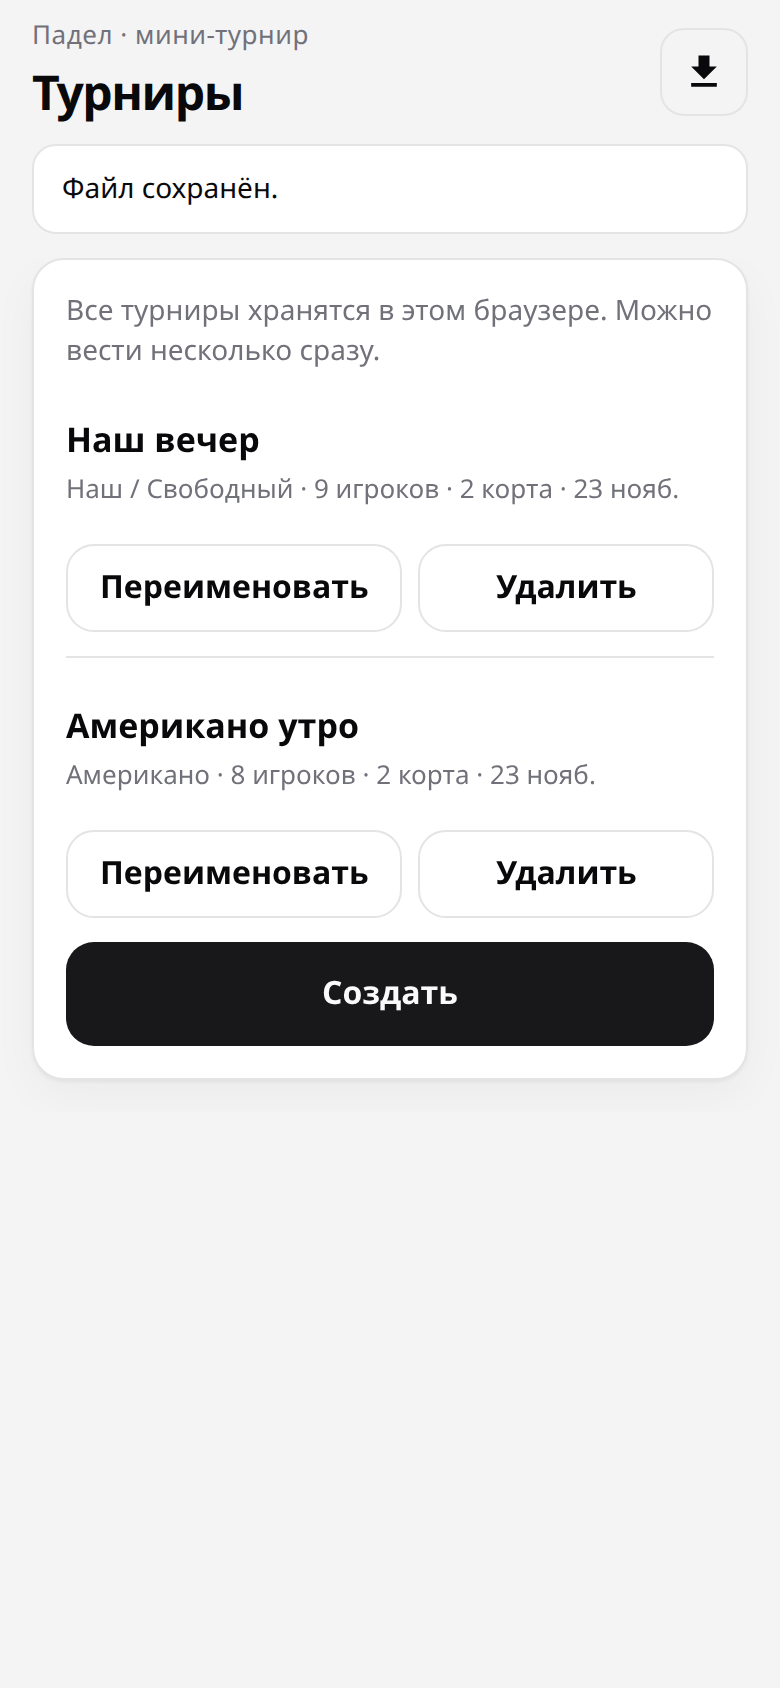 Падел · мини-турнир
Турниры
Файл сохранён.
Все турниры хранятся в этом браузере. Можно
вести несколько сразу.
Наш вечер
Наш / Свободный · 9 игроков · 2 корта · 23 нояб.
Переименовать
Удалить
Американо утро
Американо · 8 игроков · 2 корта · 23 нояб.
Переименовать
Удалить
Создать